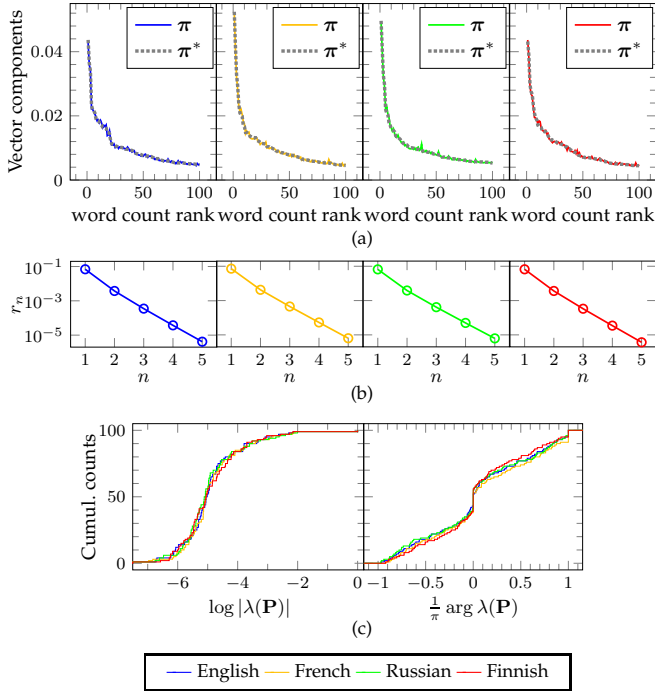 π π π π
π* π* π* π*
Vector components
0.04
0.02
0
0 50 100 0 50 100 0 50 100 0 50 100
word count rank word count rank word count rank word count rank
(a)
r_n
10⁻¹
10⁻³
10⁻⁵
1 2 3 4 5 1 2 3 4 5 1 2 3 4 5 1 2 3 4 5
n n n n
(b)
Cumul. counts
100
50
0
−6 −4 −2 0 −1 −0.5 0 0.5 1
log |λ(P)| 1/π arg λ(P)
(c)
English French Russian Finnish